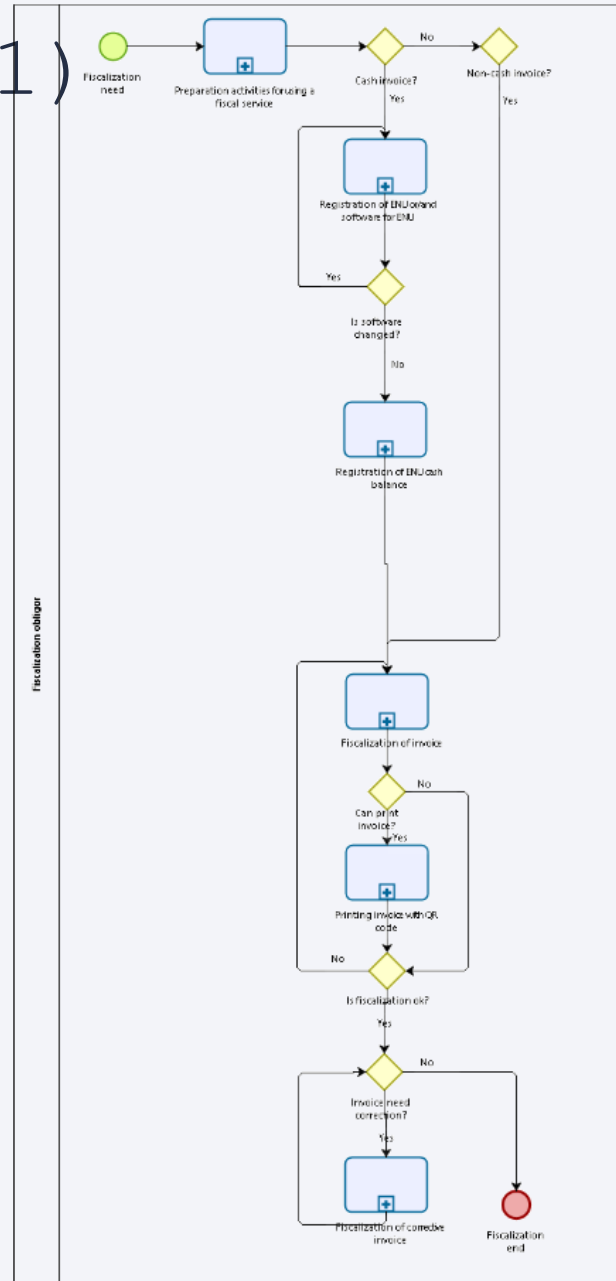 1)
Fiscalization
need
Preparation activities for using a
fiscal service
Cash invoice?
No
Non-cash invoice?
Yes
Yes
Registration of ENU or/and
software for ENU
Yes
Is software
changed?
No
Registration of ENU cash
balance
Fiscalization obligor
Fiscalization of invoice
No
Can print
invoice?
Yes
Printing invoice with QR
code
No
Is fiscalization ok?
Yes
No
Invoice need
correction?
Yes
Fiscalization of corrective
invoice
Fiscalization
end